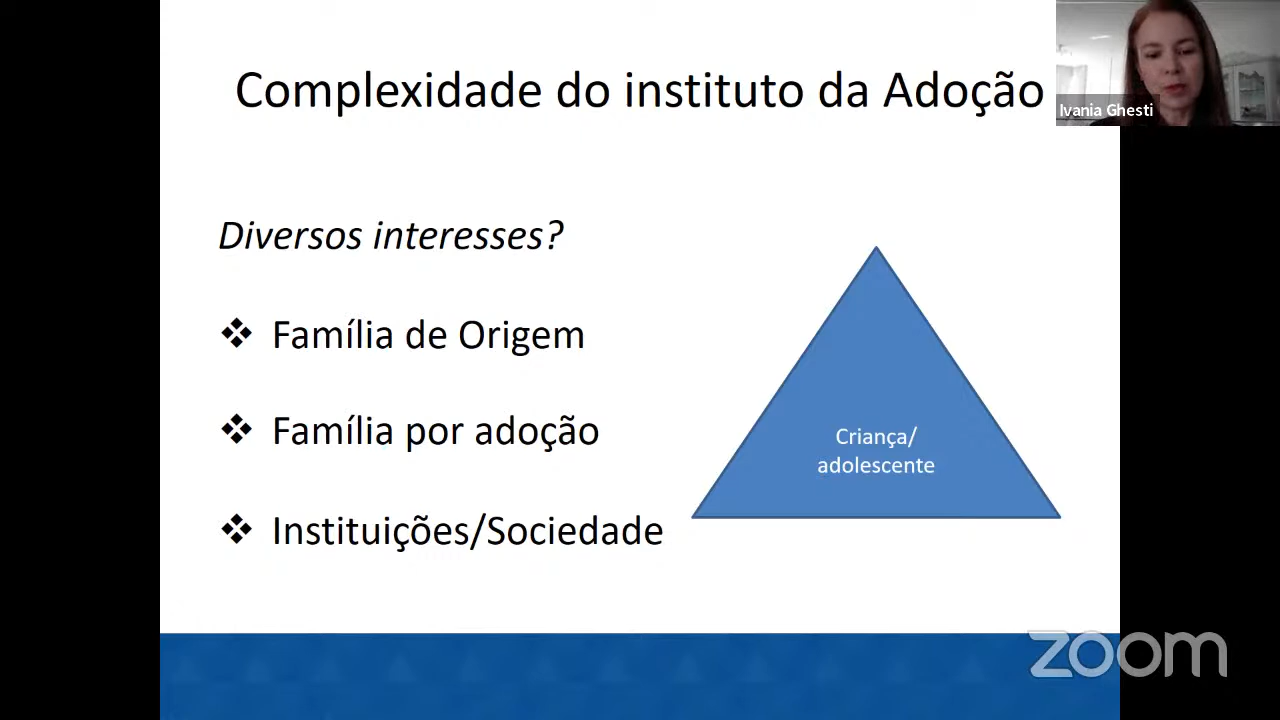 Complexidade do instituto da Adoção
Ivania Ghesti
Diversos interesses?
❖ Família de Origem
❖ Família por adoção
❖ Instituições/Sociedade
Criança/
adolescente
zoom